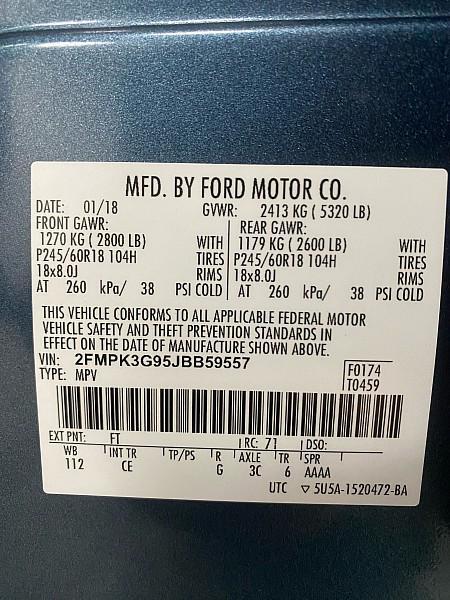 MFD. BY FORD MOTOR CO.
DATE: 01/18 GVWR: 2413 KG ( 5320 LB)
FRONT GAWR: REAR GAWR:
1270 KG ( 2800 LB) WITH 1179 KG ( 2600 LB) WITH
P245/60R18 104H TIRES P245/60R18 104H TIRES
18x8.0J RIMS 18x8.0J RIMS
AT 260 kPa/ 38 PSI COLD AT 260 kPa/ 38 PSI COLD
THIS VEHICLE CONFORMS TO ALL APPLICABLE FEDERAL MOTOR
VEHICLE SAFETY AND THEFT PREVENTION STANDARDS IN
EFFECT ON THE DATE OF MANUFACTURE SHOWN ABOVE.
VIN: 2FMPK3G95JBB59557 F0174
TYPE: MPV T0459
EXT PNT: FT RC: 71 DSO:
WB INT TR TP/PS R AXLE TR SPR
112 CE G 3C 6 AAAA
UTC ▽ 5U5A-1520472-BA